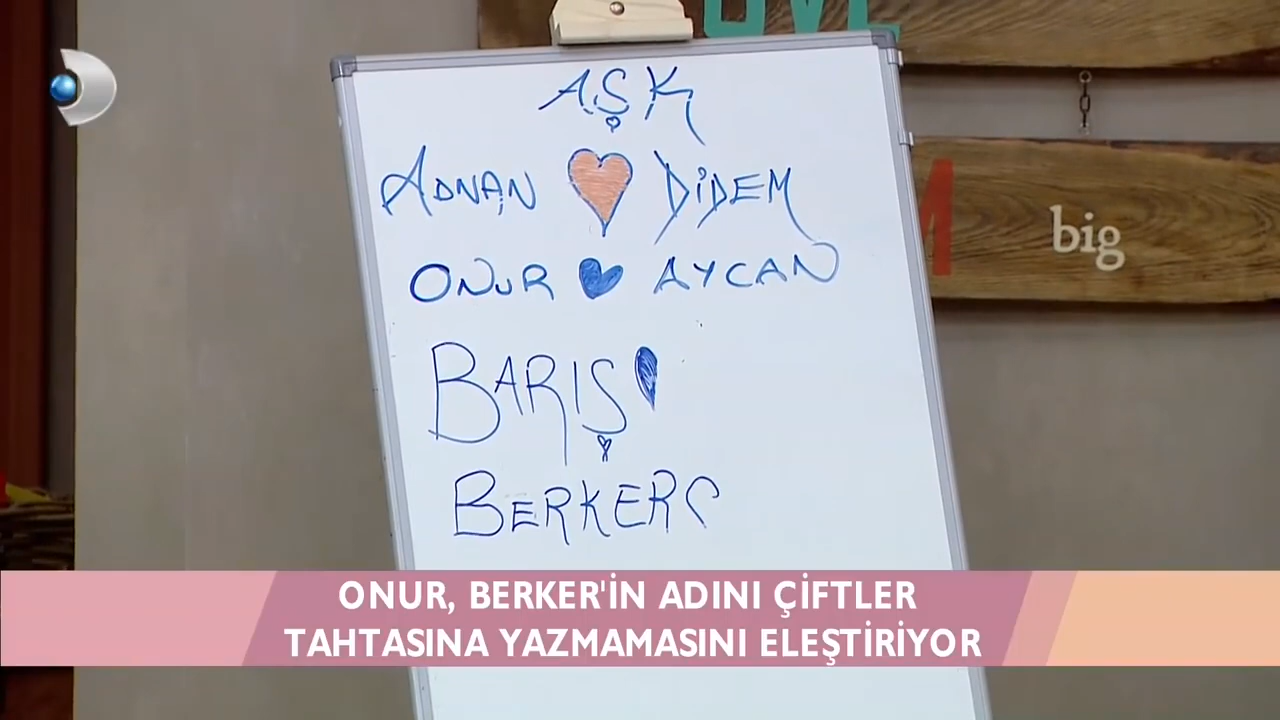 AŞK
ADNAN DİDEM
ONUR AYCAN
BARIŞ
BERKER
big
ONUR, BERKER'İN ADINI ÇİFTLER
TAHTASINA YAZMAMASINI ELEŞTİRİYOR